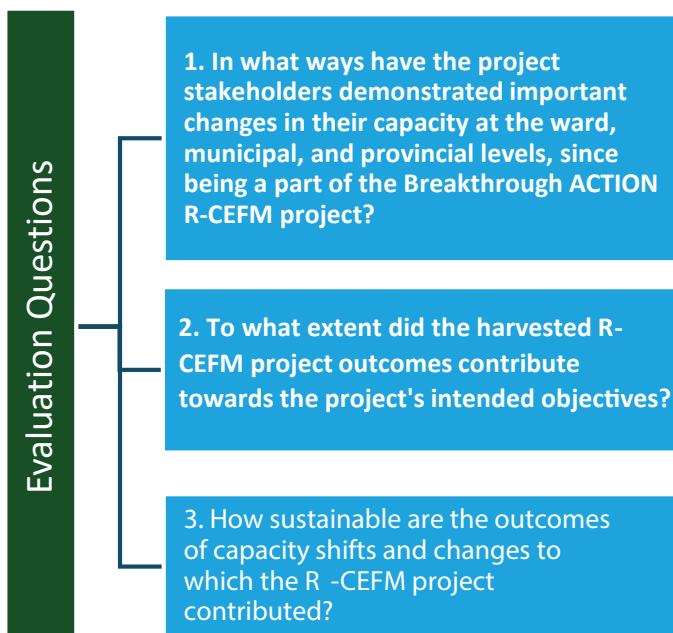 Evaluation Questions
1. In what ways have the project
stakeholders demonstrated important
changes in their capacity at the ward,
municipal, and provincial levels, since
being a part of the Breakthrough ACTION
R-CEFM project?
2. To what extent did the harvested R-
CEFM project outcomes contribute
towards the project's intended objectives?
3. How sustainable are the outcomes
of capacity shifts and changes to
which the R -CEFM project
contributed?